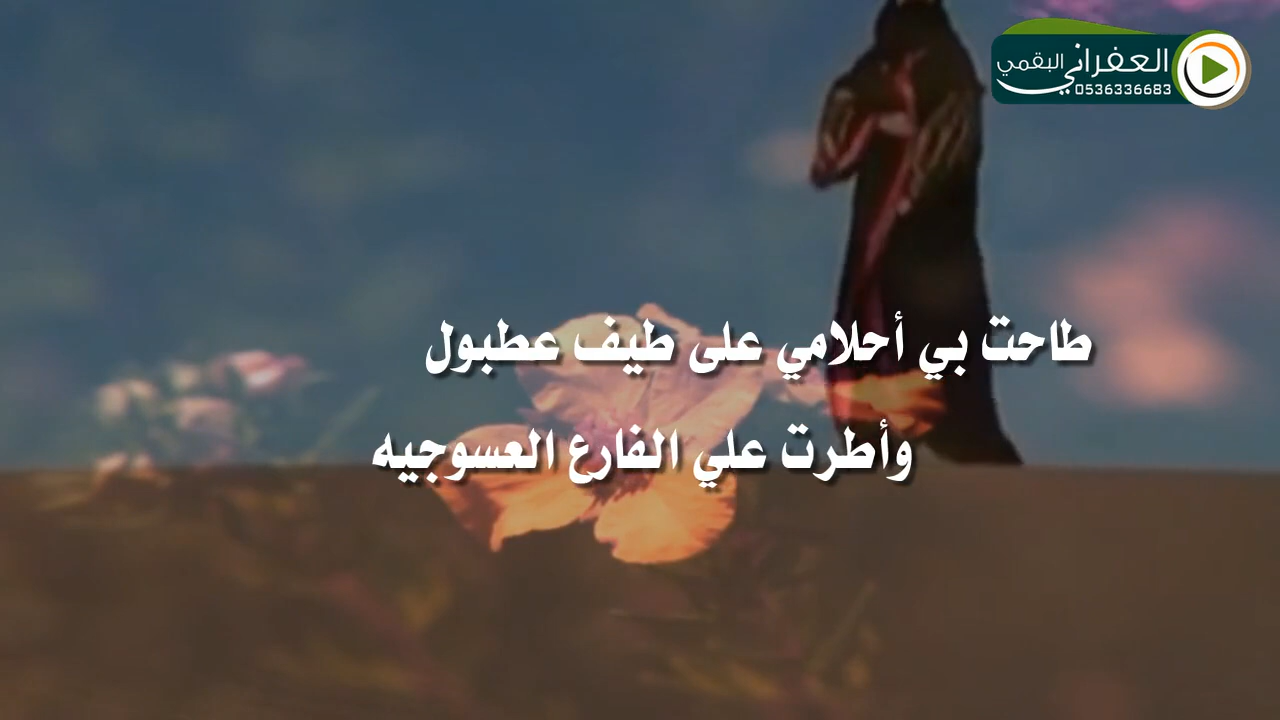 العفراني البقمي
0536336683
طاحت بي أحلامي على طيف عطبول
وأطرت علي الفارع العسوجيه